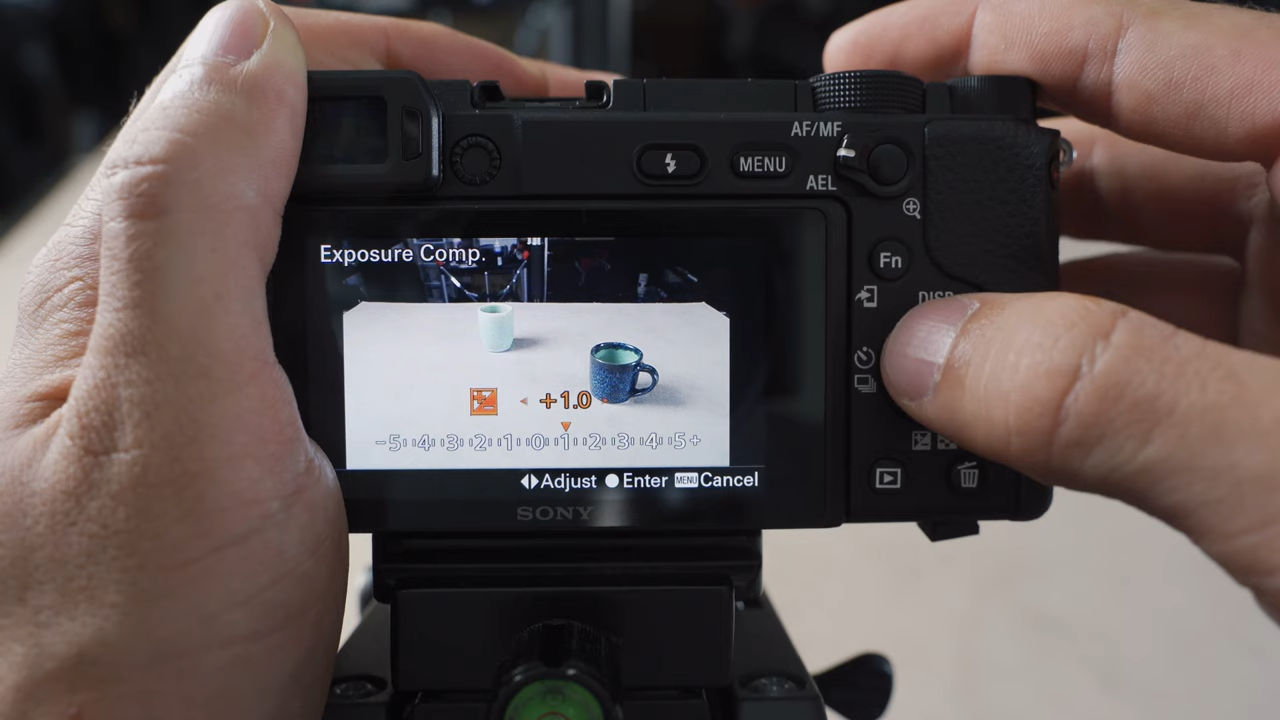 AF/MF
MENU
AEL
Fn
DISP
Exposure Comp.
+1.0
-5 4 3 2 1 0 1 2 3 4 5+
Adjust Enter MENU Cancel
SONY